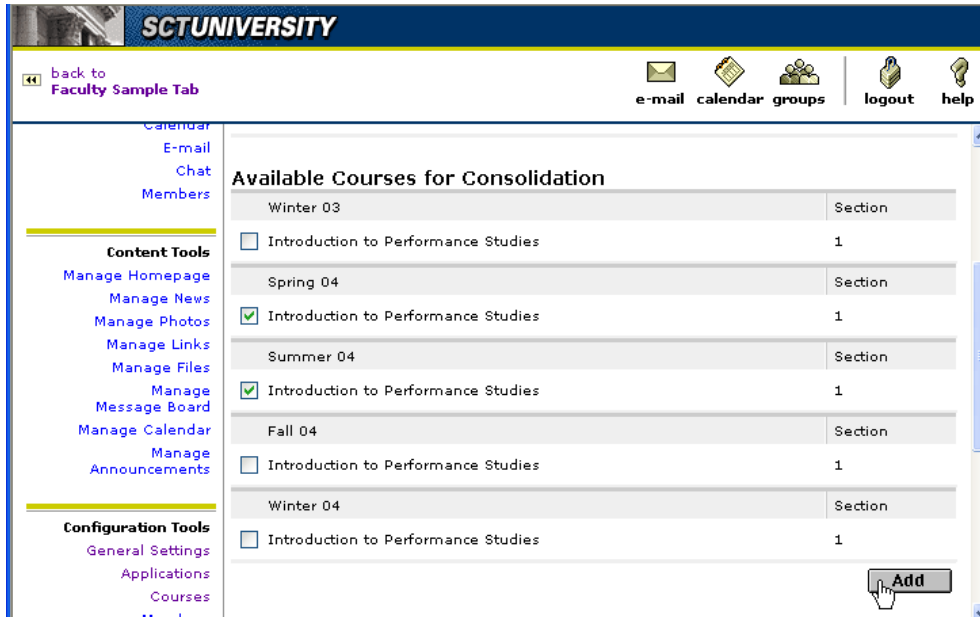 SCTUNIVERSITY
back to
Faculty Sample Tab
e-mail calendar groups logout help
Calendar
E-mail
Chat
Members
Content Tools
Manage Homepage
Manage News
Manage Photos
Manage Links
Manage Files
Manage
Message Board
Manage Calendar
Manage
Announcements
Configuration Tools
General Settings
Applications
Courses
Available Courses for Consolidation
Winter 03 Section
Introduction to Performance Studies 1
Spring 04 Section
Introduction to Performance Studies 1
Summer 04 Section
Introduction to Performance Studies 1
Fall 04 Section
Introduction to Performance Studies 1
Winter 04 Section
Introduction to Performance Studies 1
Add